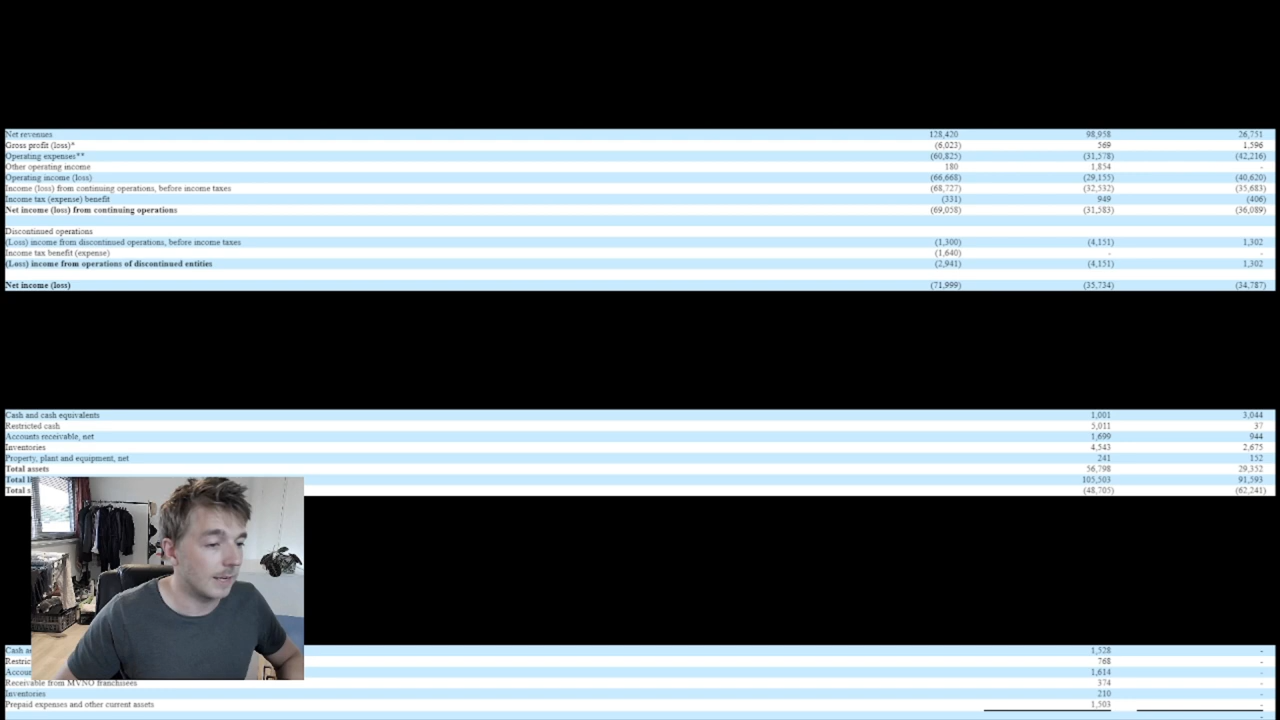 Net revenues 128,420 98,958 26,751
Gross profit (loss)* (6,023) 569 1,596
Operating expenses** (60,825) (31,578) (42,216)
Other operating income 180 1,854 -
Operating income (loss) (66,668) (29,155) (40,620)
Income (loss) from continuing operations, before income taxes (68,727) (32,532) (35,683)
Income tax (expense) benefit (331) 949 (406)
Net income (loss) from continuing operations (69,058) (31,583) (36,089)
Discontinued operations
(Loss) income from discontinued operations, before income taxes (1,300) (4,151) 1,302
Income tax benefit (expense) (1,640) - -
(Loss) income from operations of discontinued entities (2,941) (4,151) 1,302
Net income (loss) (71,999) (35,734) (34,787)
Cash and cash equivalents 1,001 3,044
Restricted cash 5,011 37
Accounts receivable, net 1,699 944
Inventories 4,543 2,675
Property, plant and equipment, net 241 152
Total assets 56,798 29,352
Total 105,503 91,593
Total (48,705) (62,241)
Cash 1,528 -
768 -
1,614 -
Receivable from MVNO franchisees 374 -
Inventories 210 -
Prepaid expenses and other current assets 1,503 -
-